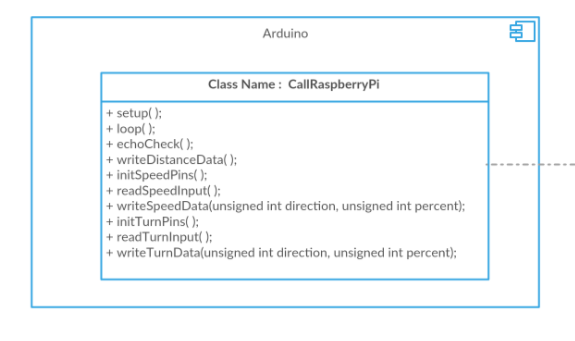 Arduino
Class Name : CallRaspberryPi
+ setup( );
+ loop( );
+ echoCheck( );
+ writeDistanceData( );
+ initSpeedPins( );
+ readSpeedInput( );
+ writeSpeedData(unsigned int direction, unsigned int percent);
+ initTurnPins( );
+ readTurnInput( );
+ writeTurnData(unsigned int direction, unsigned int percent);